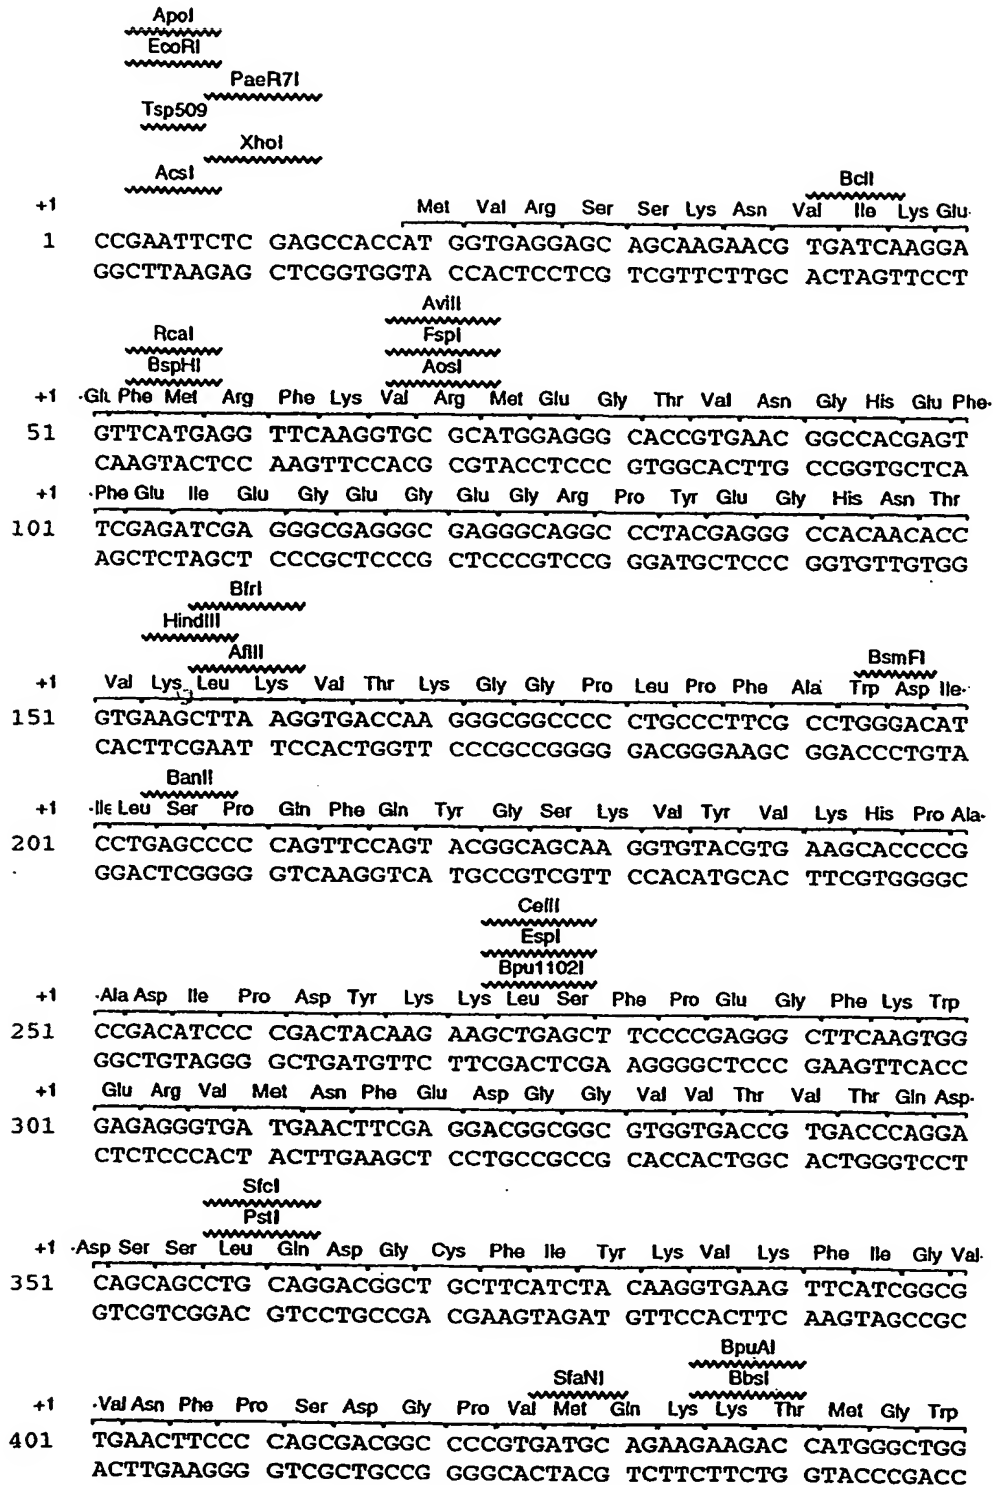 ApoI
EcoRI
PaeR7I
Tsp509
XhoI
AcsI
BclI
+1 Met Val Arg Ser Ser Lys Asn Val Ile Lys Glu·
1 CCGAATTCTC GAGCCACCAT GGTGAGGAGC AGCAAGAACG TGATCAAGGA
GGCTTAAGAG CTCGGTGGTA CCACTCCTCG TCGTTCTTGC ACTAGTTCCT
AviII
RcaI FspI
BspHI AosI
+1 ·Glu Phe Met Arg Phe Lys Val Arg Met Glu Gly Thr Val Asn Gly His Glu Phe·
51 GTTCATGAGG TTCAAGGTGC GCATGGAGGG CACCGTGAAC GGCCACGAGT
CAAGTACTCC AAGTTCCACG CGTACCTCCC GTGGCACTTG CCGGTGCTCA
+1 ·Phe Glu Ile Glu Gly Glu Gly Glu Gly Arg Pro Tyr Glu Gly His Asn Thr
101 TCGAGATCGA GGGCGAGGGC GAGGGCAGGC CCTACGAGGG CCACAACACC
AGCTCTAGCT CCCGCTCCCG CTCCCGTCCG GGATGCTCCC GGTGTTGTGG
BfrI
HindIII
AflII BsmFI
+1 Val Lys Leu Lys Val Thr Lys Gly Gly Pro Leu Pro Phe Ala Trp Asp Ile·
151 GTGAAGCTTA AGGTGACCAA GGGCGGCCCC CTGCCCTTCG CCTGGGACAT
CACTTCGAAT TCCACTGGTT CCCGCCGGGG GACGGGAAGC GGACCCTGTA
BanII
+1 ·Ile Leu Ser Pro Gln Phe Gln Tyr Gly Ser Lys Val Tyr Val Lys His Pro Ala·
201 CCTGAGCCCC CAGTTCCAGT ACGGCAGCAA GGTGTACGTG AAGCACCCCG
GGACTCGGGG GTCAAGGTCA TGCCGTCGTT CCACATGCAC TTCGTGGGGC
CelII
EspI
Bpu1102I
+1 ·Ala Asp Ile Pro Asp Tyr Lys Lys Leu Ser Phe Pro Glu Gly Phe Lys Trp
251 CCGACATCCC CGACTACAAG AAGCTGAGCT TCCCCGAGGG CTTCAAGTGG
GGCTGTAGGG GCTGATGTTC TTCGACTCGA AGGGGCTCCC GAAGTTCACC
+1 Glu Arg Val Met Asn Phe Glu Asp Gly Gly Val Val Thr Val Thr Gln Asp·
301 GAGAGGGTGA TGAACTTCGA GGACGGCGGC GTGGTGACCG TGACCCAGGA
CTCTCCCACT ACTTGAAGCT CCTGCCGCCG CACCACTGGC ACTGGGTCCT
SfcI
PstI
+1 ·Asp Ser Ser Leu Gln Asp Gly Cys Phe Ile Tyr Lys Val Lys Phe Ile Gly Val·
351 CAGCAGCCTG CAGGACGGCT GCTTCATCTA CAAGGTGAAG TTCATCGGCG
GTCGTCGGAC GTCCTGCCGA CGAAGTAGAT GTTCCACTTC AAGTAGCCGC
BpuAI
SfaNI BbsI
+1 ·Val Asn Phe Pro Ser Asp Gly Pro Val Met Gln Lys Lys Thr Met Gly Trp
401 TGAACTTCCC CAGCGACGGC CCCGTGATGC AGAAGAAGAC CATGGGCTGG
ACTTGAAGGG GTCGCTGCCG GGGCACTACG TCTTCTTCTG GTACCCGACC